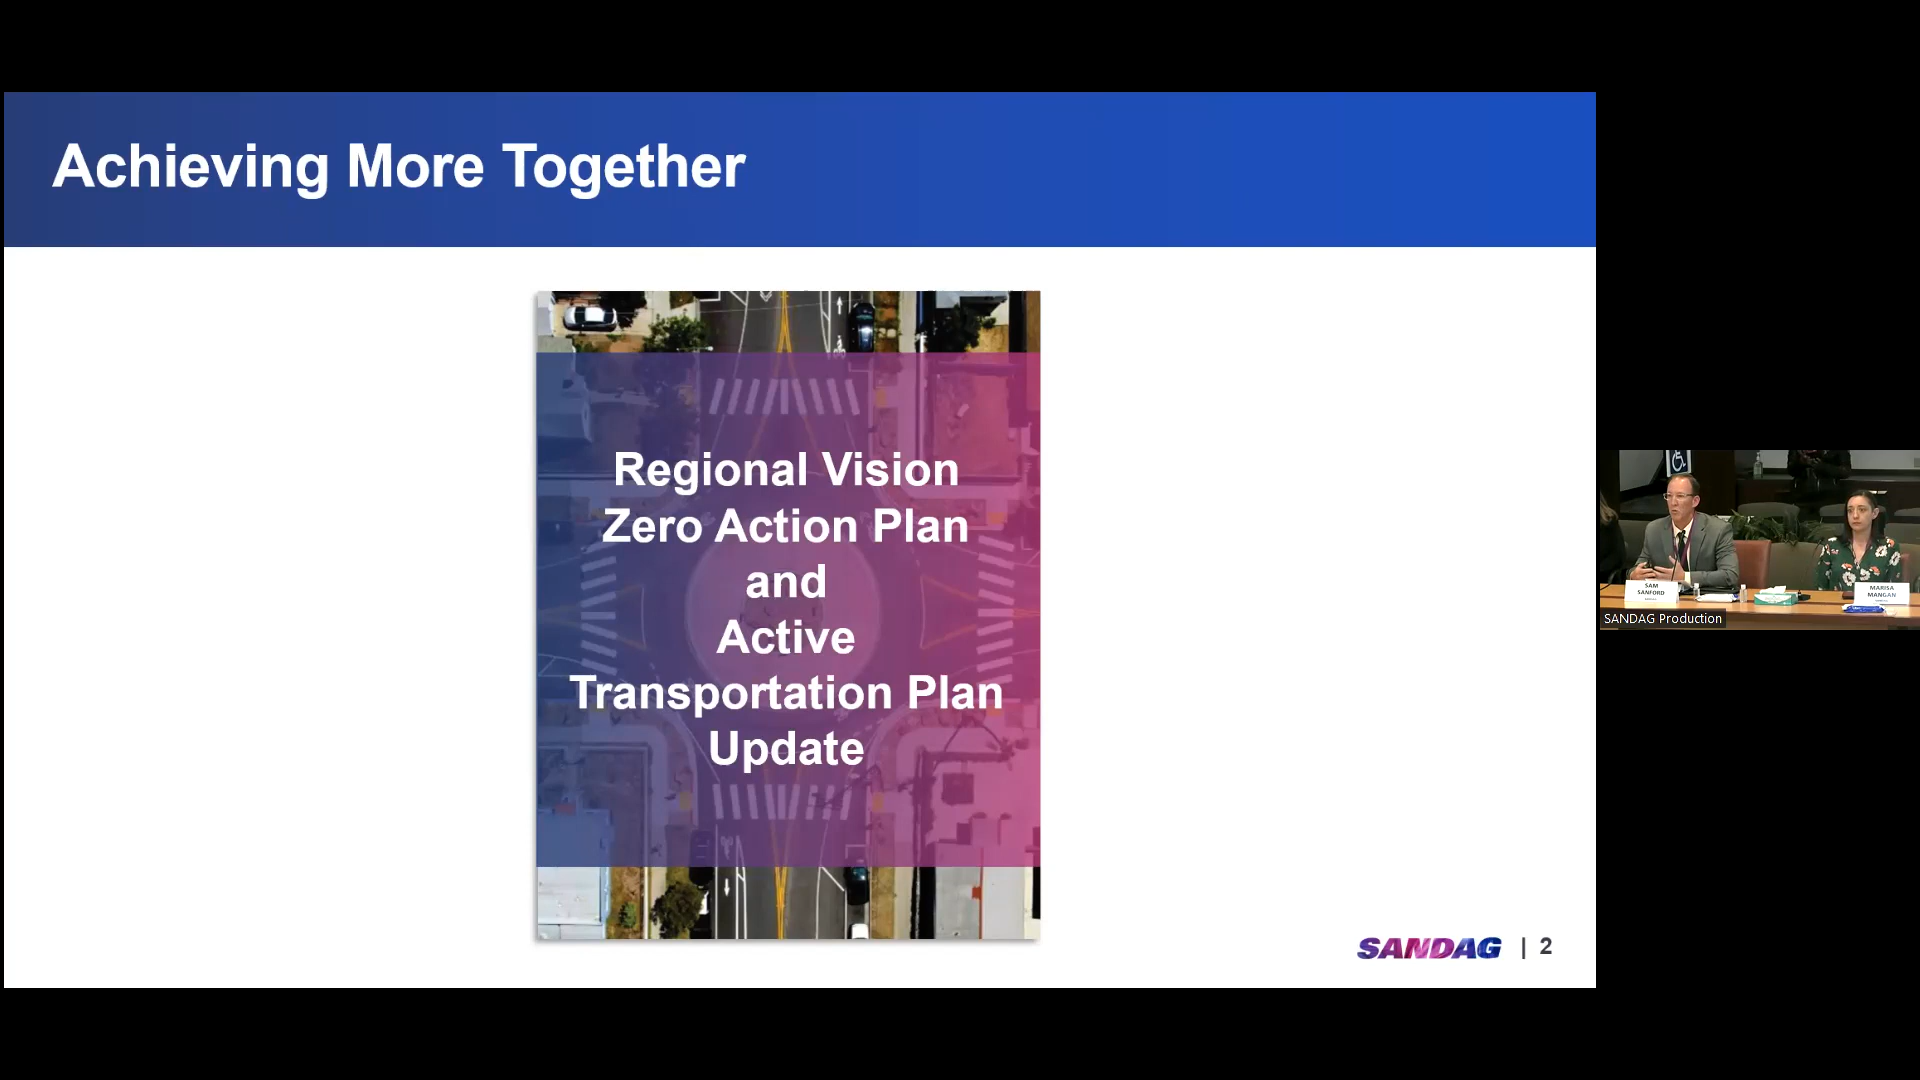 Achieving More Together
Regional Vision
Zero Action Plan
and
Active
Transportation Plan
Update
SANDAG | 2
SAM
SANFORD
MARISA
MANGAN
SANDAG Production